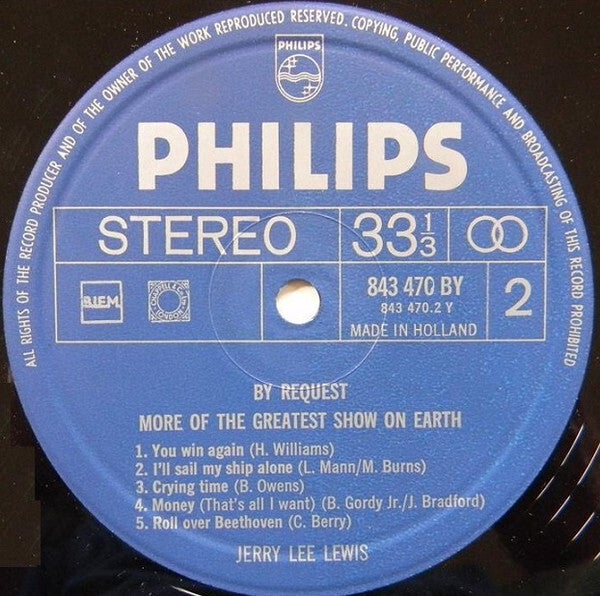 ALL RIGHTS OF THE RECORD PRODUCER AND OF THE OWNER OF THE WORK REPRODUCED RESERVED. COPYING, PUBLIC PERFORMANCE AND BROADCASTING OF THIS RECORD PROHIBITED
PHILIPS
PHILIPS
STEREO 33⅓
BIEM CHAPPELL & CO. LTD. LONDON 843 470 BY 2
843 470.2 Y
MADE IN HOLLAND
BY REQUEST
MORE OF THE GREATEST SHOW ON EARTH
1. You win again (H. Williams)
2. I'll sail my ship alone (L. Mann/M. Burns)
3. Crying time (B. Owens)
4. Money (That's all I want) (B. Gordy Jr./J. Bradford)
5. Roll over Beethoven (C. Berry)
JERRY LEE LEWIS